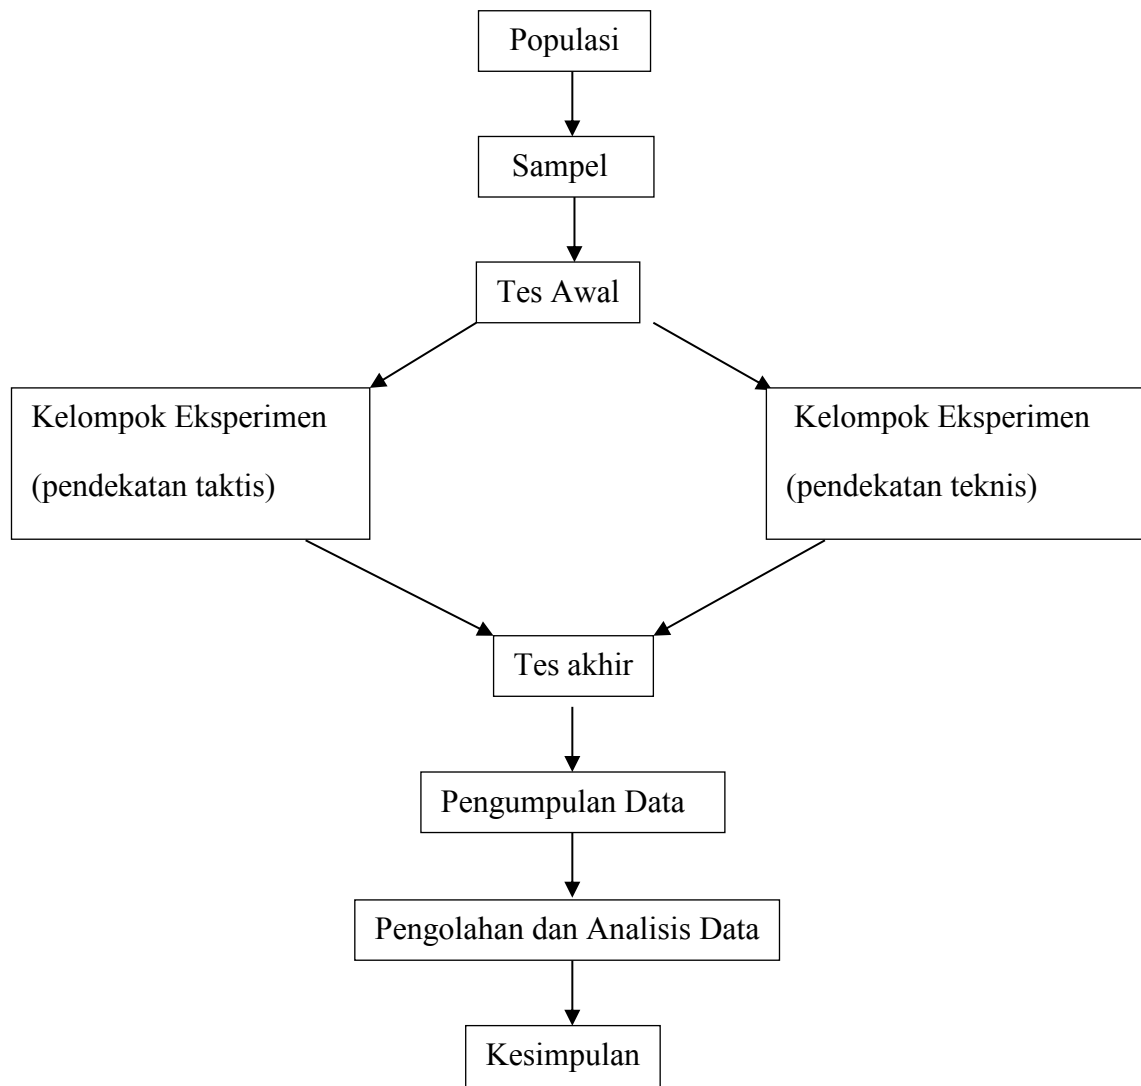 Populasi
Sampel
Tes Awal
Kelompok Eksperimen
(pendekatan taktis)
Kelompok Eksperimen
(pendekatan teknis)
Tes akhir
Pengumpulan Data
Pengolahan dan Analisis Data
Kesimpulan